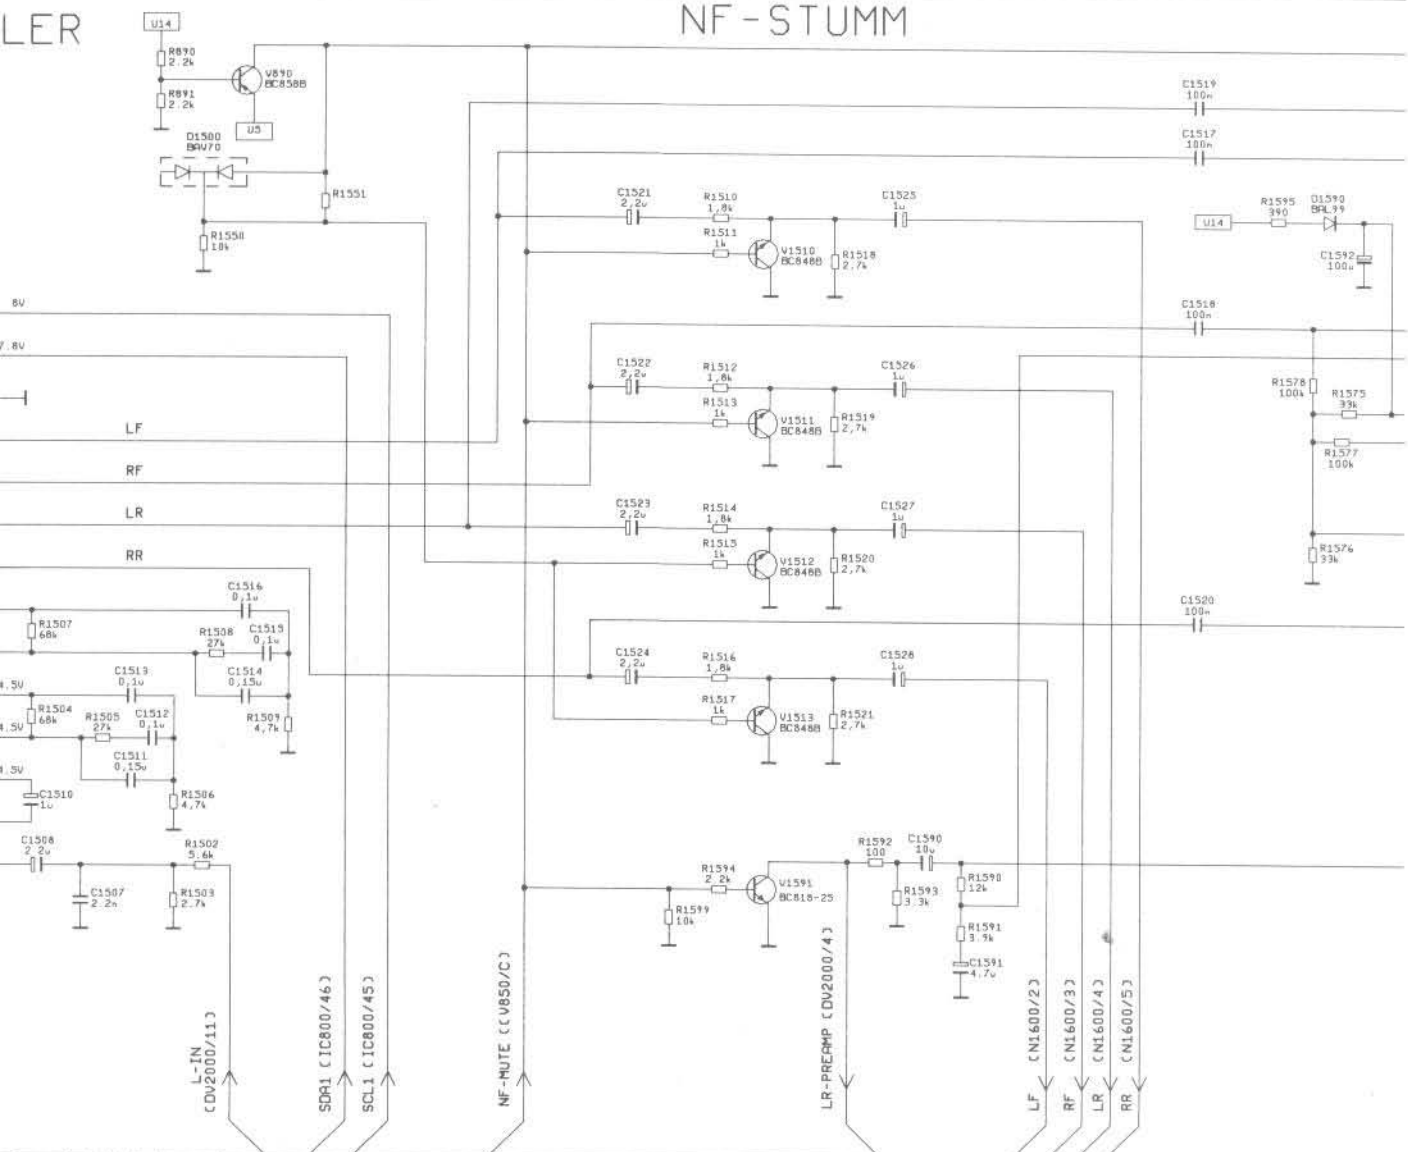 LER
NF-STUMM
U14
R890
2.2k
V890
BC858B
R891
2.2k
U5
D1500
BAV70
R1551
R1550
10k
C1519
100n
C1517
100n
C1521
2,2u
R1510
1,8k
C1525
1u
R1511
1k
V1510
BC848B
R1518
2,7k
U14
R1595
390
D1590
BAL99
C1592
100u
8V
7.8V
C1518
100n
C1522
2,2u
R1512
1,8k
C1526
1u
R1513
1k
V1511
BC848B
R1519
2,7k
R1578
100k
R1575
33k
R1577
100k
LF
RF
LR
RR
C1523
2,2u
R1514
1,8k
C1527
1u
R1515
1k
V1512
BC848B
R1520
2,7k
R1576
33k
C1516
0,1u
R1507
68k
R1508
27k
C1515
0,1u
C1514
0,15u
R1509
4,7k
C1520
100n
C1524
2,2u
R1516
1,8k
C1528
1u
R1517
1k
V1513
BC848B
R1521
2,7k
4.5V
C1513
0,1u
R1504
68k
R1505
27k
C1512
0,1u
4.5V
C1511
0,15u
4.5V
C1510
1u
R1506
4,7k
C1508
2.2u
R1502
5.6k
C1507
2.2n
R1503
2.7k
R1594
2.2k
V1591
BC818-25
R1599
10k
R1592
100
C1590
10u
R1593
3.3k
R1590
12k
R1591
3.9k
C1591
4.7u
L-IN
(DV2000/11)
SDA1 (IC800/46)
SCL1 (IC800/45)
NF-MUTE ((V850/C)
LR-PREAMP (DV2000/4)
LF (N1600/2)
RF (N1600/3)
LR (N1600/4)
RR (N1600/5)